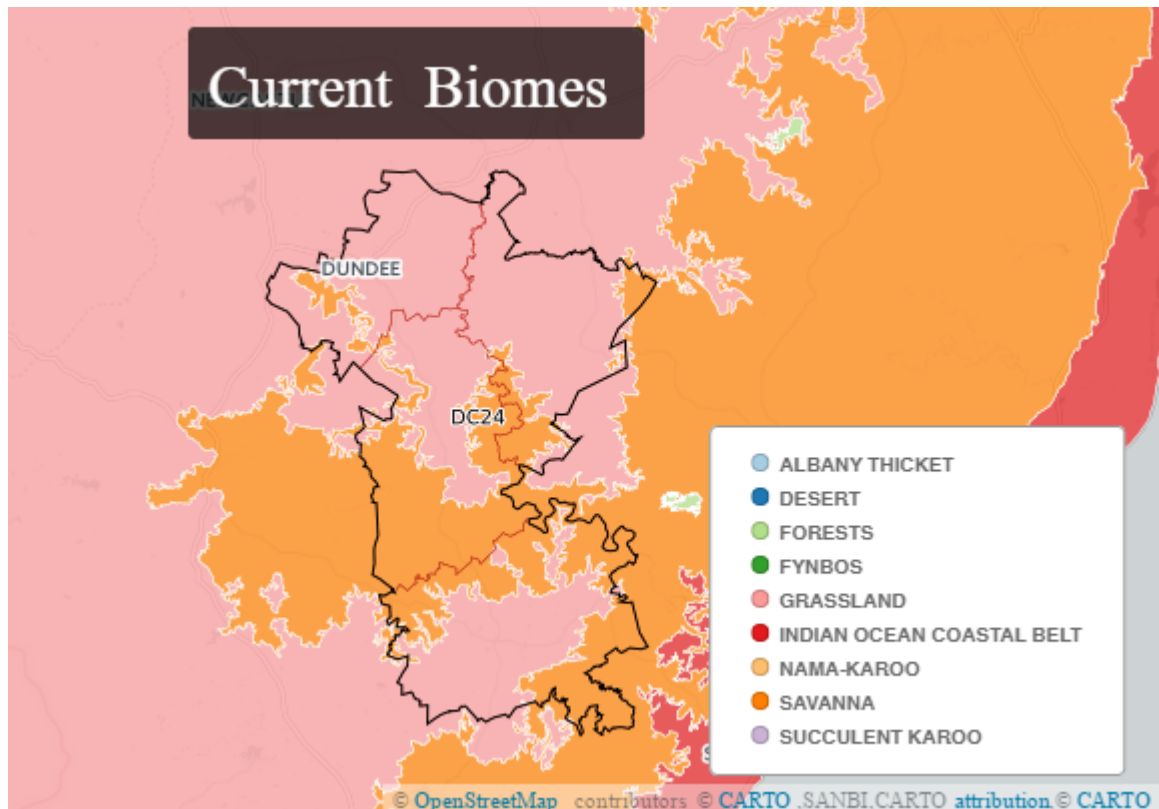 Current Biomes
DUNDEE
DC24
ALBANY THICKET
DESERT
FORESTS
FYNBOS
GRASSLAND
INDIAN OCEAN COASTAL BELT
NAMA-KAROO
SAVANNA
SUCCULENT KAROO
© OpenStreetMap contributors © CARTO ,SANBI,CARTO attribution © CARTO